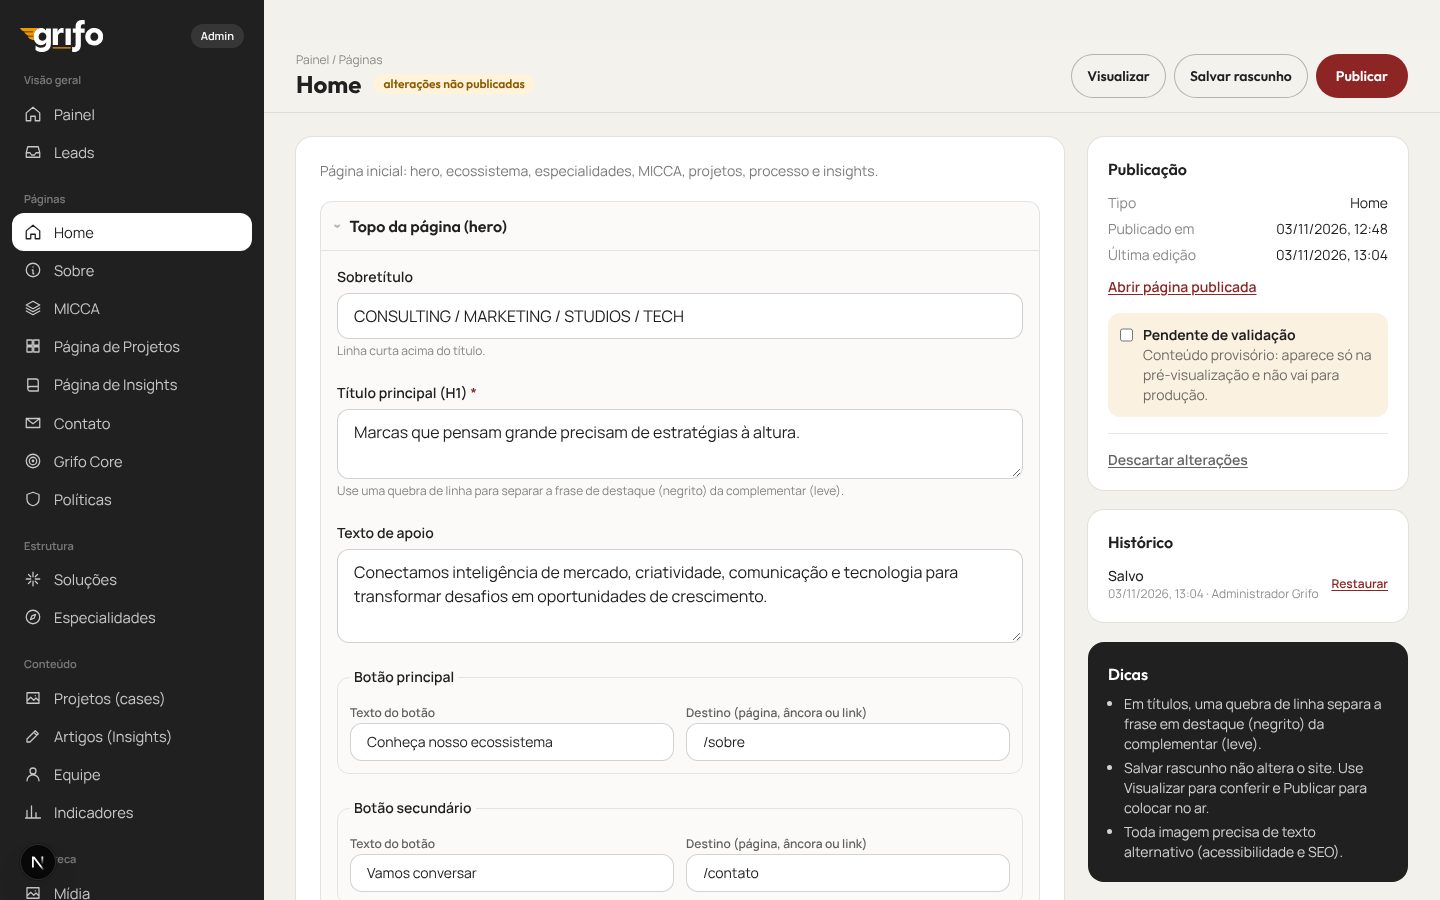 grifo
Admin
Visão geral
Painel
Leads
Páginas
Home
Sobre
MICCA
Página de Projetos
Página de Insights
Contato
Grifo Core
Políticas
Estrutura
Soluções
Especialidades
Conteúdo
Projetos (cases)
Artigos (Insights)
Equipe
Indicadores
N
eca
Mídia
Painel / Páginas
Home
alterações não publicadas
Visualizar
Salvar rascunho
Publicar
Página inicial: hero, ecossistema, especialidades, MICCA, projetos, processo e insights.
Topo da página (hero)
Sobretítulo
CONSULTING / MARKETING / STUDIOS / TECH
Linha curta acima do título.
Título principal (H1) *
Marcas que pensam grande precisam de estratégias à altura.
Use uma quebra de linha para separar a frase de destaque (negrito) da complementar (leve).
Texto de apoio
Conectamos inteligência de mercado, criatividade, comunicação e tecnologia para
transformar desafios em oportunidades de crescimento.
Botão principal
Texto do botão
Destino (página, âncora ou link)
Conheça nosso ecossistema
/sobre
Botão secundário
Texto do botão
Destino (página, âncora ou link)
Vamos conversar
/contato
Publicação
Tipo
Home
Publicado em
03/11/2026, 12:48
Última edição
03/11/2026, 13:04
Abrir página publicada
Pendente de validação
Conteúdo provisório: aparece só na
pré-visualização e não vai para
produção.
Descartar alterações
Histórico
Salvo
03/11/2026, 13:04 · Administrador Grifo
Restaurar
Dicas
Em títulos, uma quebra de linha separa a
frase em destaque (negrito) da
complementar (leve).
Salvar rascunho não altera o site. Use
Visualizar para conferir e Publicar para
colocar no ar.
Toda imagem precisa de texto
alternativo (acessibilidade e SEO).